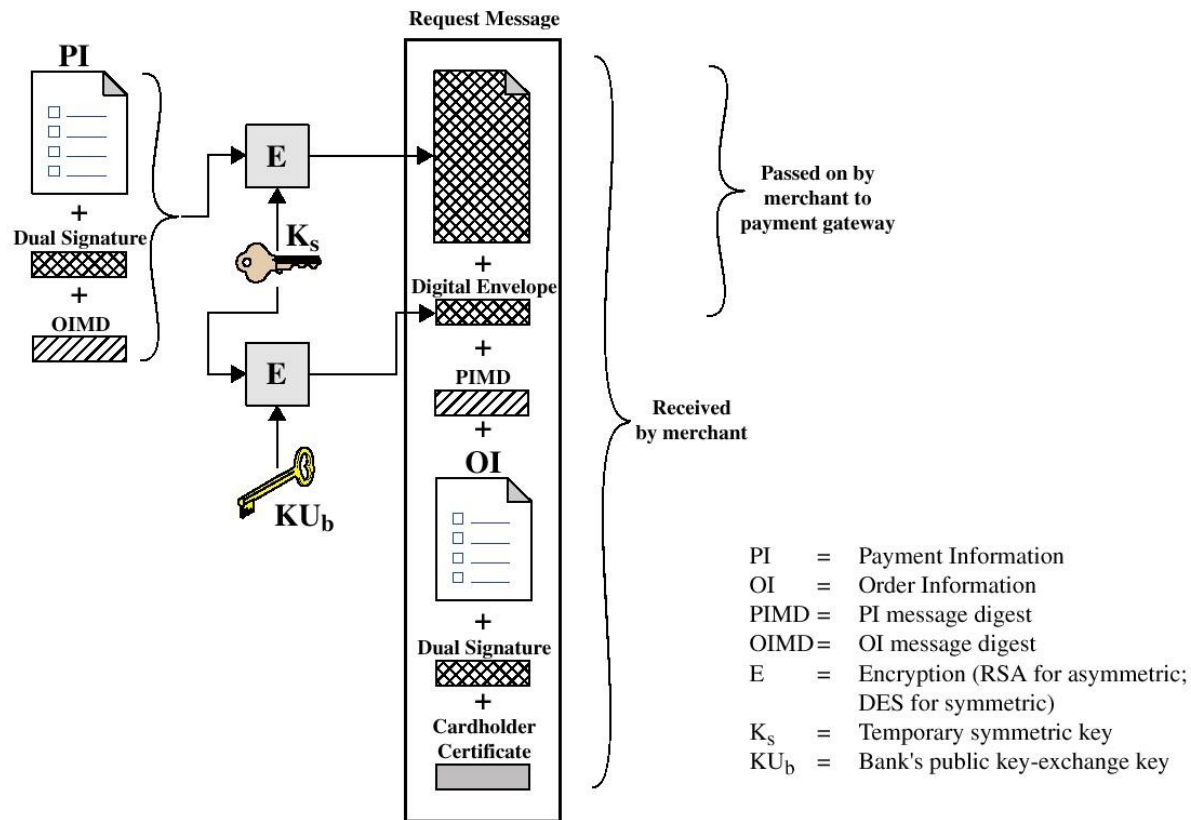 Request Message
PI
+
Dual Signature
+
OIMD
E
Ks
E
KUb
+
Digital Envelope
+
PIMD
+
OI
+
Dual Signature
+
Cardholder
Certificate
Passed on by
merchant to
payment gateway
Received
by merchant
PI = Payment Information
OI = Order Information
PIMD = PI message digest
OIMD = OI message digest
E = Encryption (RSA for asymmetric;
DES for symmetric)
Ks = Temporary symmetric key
KUb = Bank's public key-exchange key